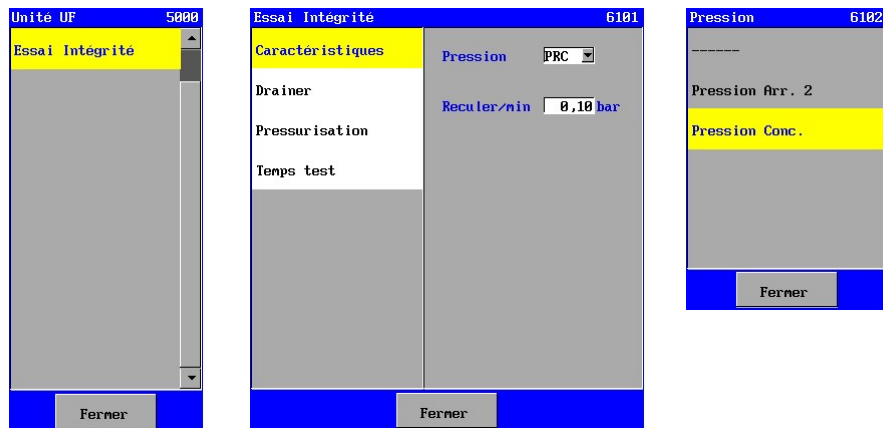 Unité UF 5000
Essai Intégrité
Fermer
Essai Intégrité 6101
Caractéristiques
Pression PRC
Drainer
Reculer/min 0,10 bar
Pressurisation
Temps test
Fermer
Pression 6102
------
Pression Arr. 2
Pression Conc.
Fermer